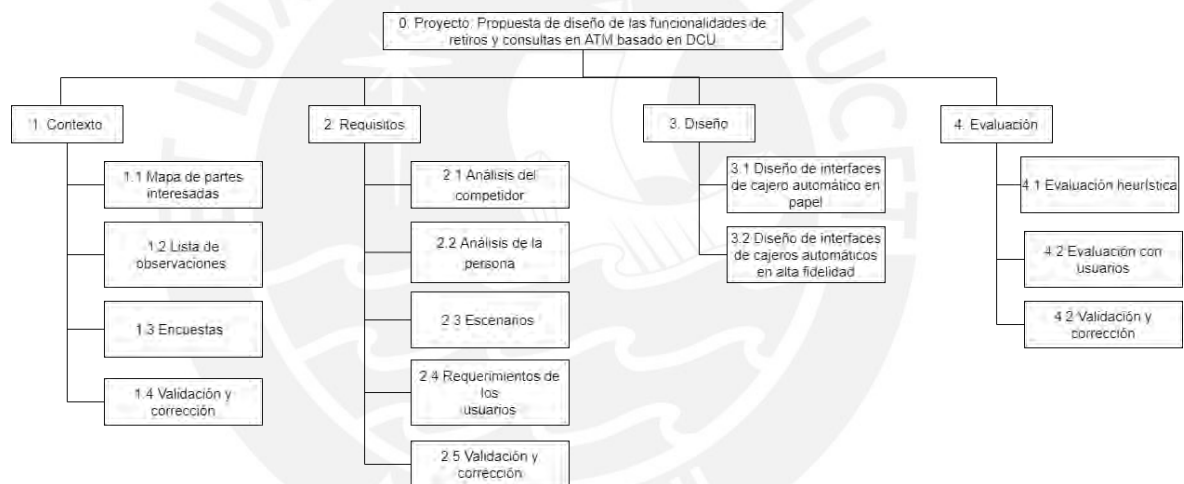 0. Proyecto: Propuesta de diseño de las funcionalidades de
retiros y consultas en ATM basado en DCU
1. Contexto
1.1 Mapa de partes
interesadas
1.2 Lista de
observaciones
1.3 Encuestas
1.4 Validación y
corrección
2. Requisitos
2.1 Análisis del
competidor
2.2 Análisis de la
persona
2.3 Escenarios
2.4 Requerimientos de
los
usuarios
2.5 Validación y
corrección
3. Diseño
3.1 Diseño de interfaces
de cajero automático en
papel
3.2 Diseño de interfaces
de cajeros automáticos
en alta fidelidad
4. Evaluación
4.1 Evaluación heurística
4.2 Evaluación con
usuarios
4.2 Validación y
corrección